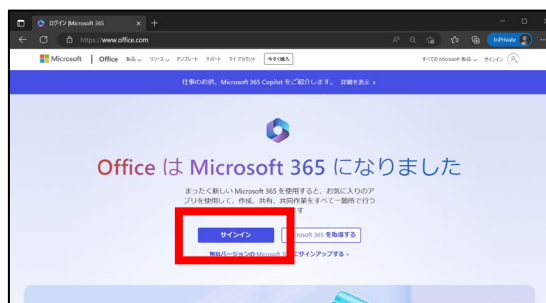 ログイン | Microsoft 365
https://www.office.com
InPrivate
Microsoft Office 製品 リソース テンプレート サポート マイ アカウント 今すぐ購入 すべての Microsoft 製品 サインイン
仕事のお供、Microsoft 365 Copilot をご紹介します。 詳細を表示 >
Office は Microsoft 365 になりました
まったく新しい Microsoft 365 を使用すると、お気に入りのア
プリを使用して、作成、共有、共同作業をすべて一箇所で行う
ます
サインイン
crosoft 365 を取得する
無料バージョンの Microsoft 3 にサインアップする >